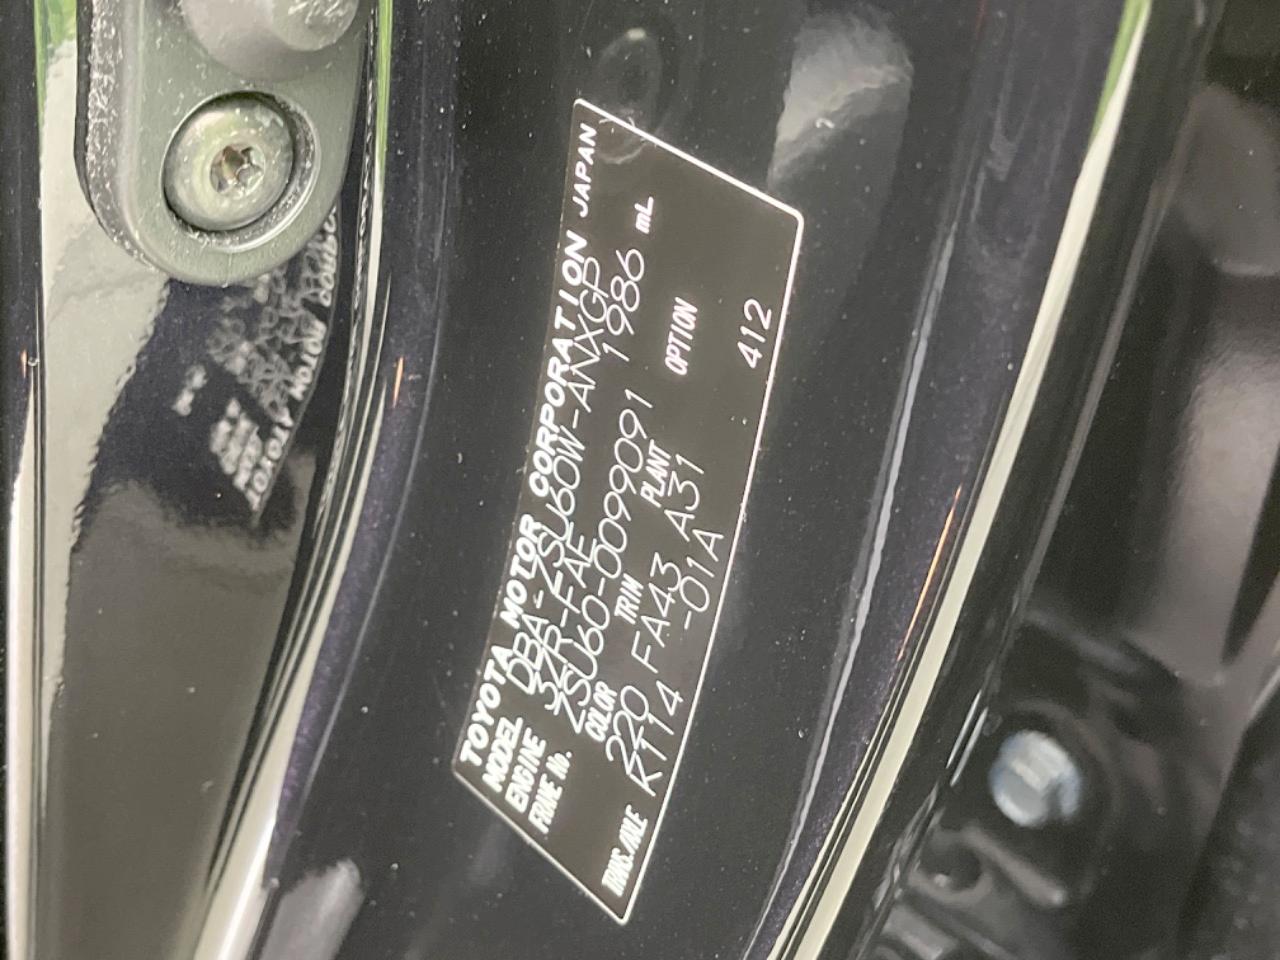 TOYOTA MOTOR CORPORATION JAPAN
MODEL DBA-ZSU60W-ANXGP
ENGINE 3ZR-FAE 1986 mL
FRAME No. ZSU60-0099091
COLOR TRIM PLANT OPTION
220 FA43 A31 412
TRANS./AXLE K114 -01A